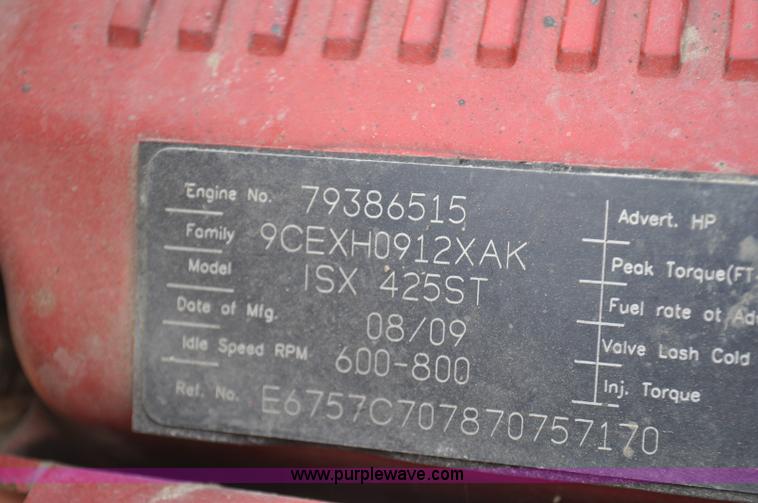 Engine No. 79386515
Family 9CEXH0912XAK
Model ISX 425ST
Date of Mfg. 08/09
Idle Speed RPM 600-800
Ref. No. E6757C707870757170
Advert. HP
Peak Torque(FT-
Fuel rate at Adv
Valve Lash Cold
Inj. Torque
www.purplewave.com